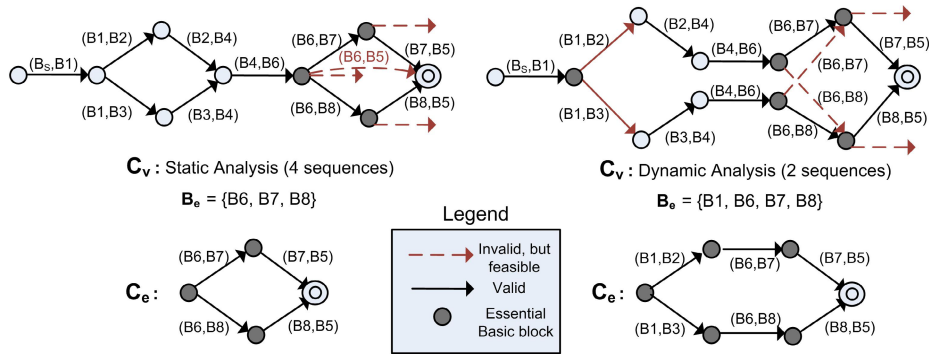 (B1,B2)
(B2,B4)
(B6,B7)
(B7,B5)
(BS,B1)
(B4,B6)
(B6,B5)
(B1,B3)
(B3,B4)
(B6,B8)
(B8,B5)
Cv : Static Analysis (4 sequences)
Be = {B6, B7, B8}
(B2,B4)
(B6,B7)
(B7,B5)
(B1,B2)
(B4,B6)
(B6,B7)
(BS,B1)
(B4,B6)
(B6,B8)
(B1,B3)
(B3,B4)
(B6,B8)
(B8,B5)
Cv : Dynamic Analysis (2 sequences)
Be = {B1, B6, B7, B8}
Legend
Invalid, but
feasible
Valid
Essential
Basic block
(B6,B7)
(B7,B5)
Ce :
(B6,B8)
(B8,B5)
(B1,B2)
(B6,B7)
(B7,B5)
Ce :
(B1,B3)
(B6,B8)
(B8,B5)